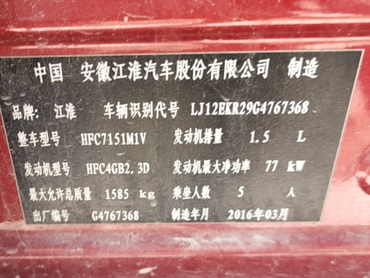 中国 安徽江淮汽车股份有限公司 制造
品牌: 江淮 车辆识别代号 LJ12EKR29G4767368
整车型号 HFC7151M1V 发动机排量 1.5 L
发动机型号 HFC4GB2.3D 发动机最大净功率 77 kW
最大允许总质量 1585 kg 乘坐人数 5 人
出厂编号 G4767368 制造年月 2016年03月